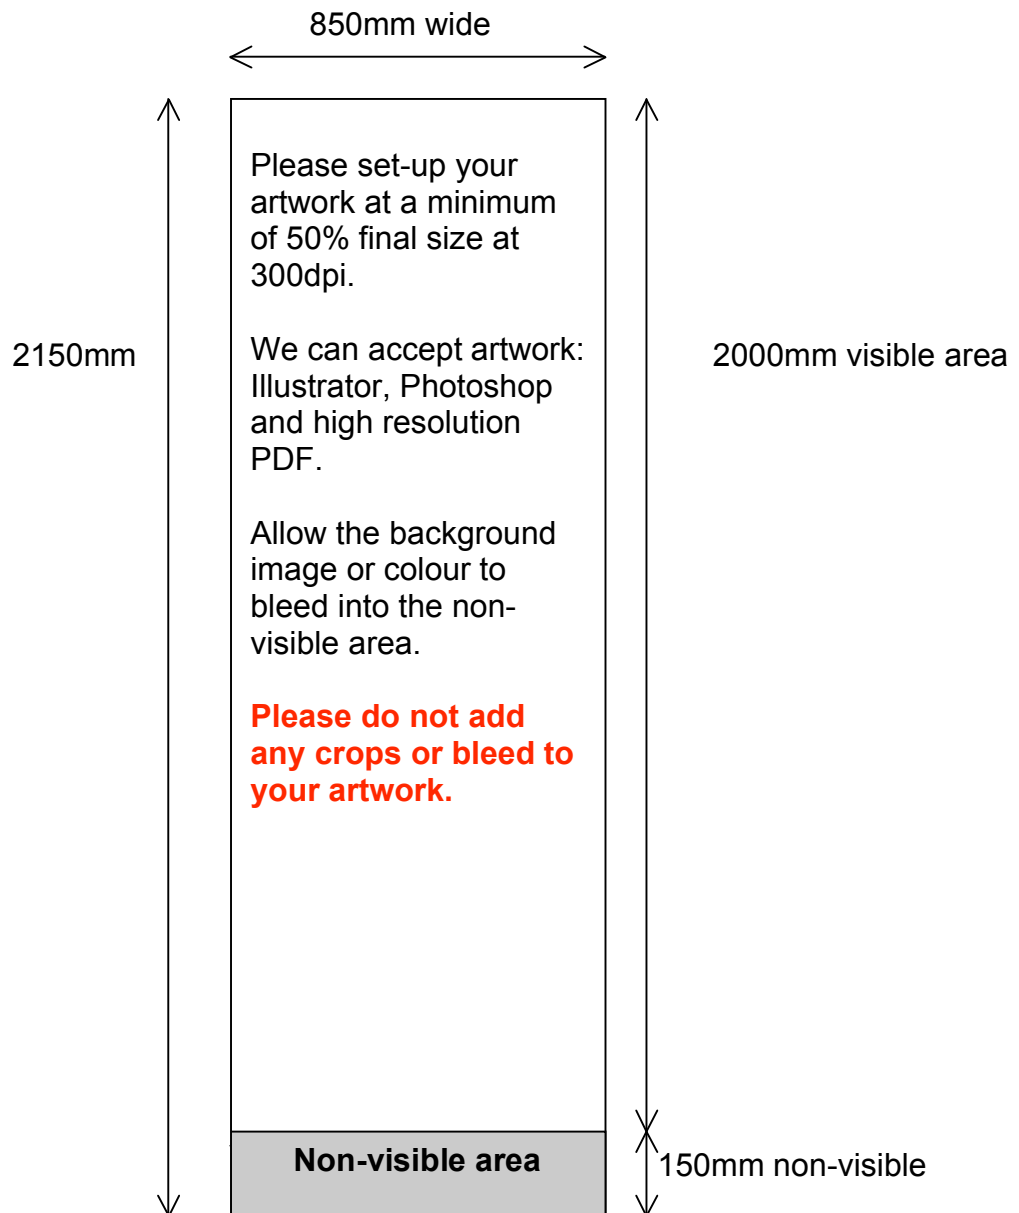 850mm wide
Please set-up your
artwork at a minimum
of 50% final size at
300dpi.
2150mm
We can accept artwork:
Illustrator, Photoshop
and high resolution
PDF.
2000mm visible area
Allow the background
image or colour to
bleed into the non-
visible area.
Please do not add
any crops or bleed to
your artwork.
Non-visible area
150mm non-visible